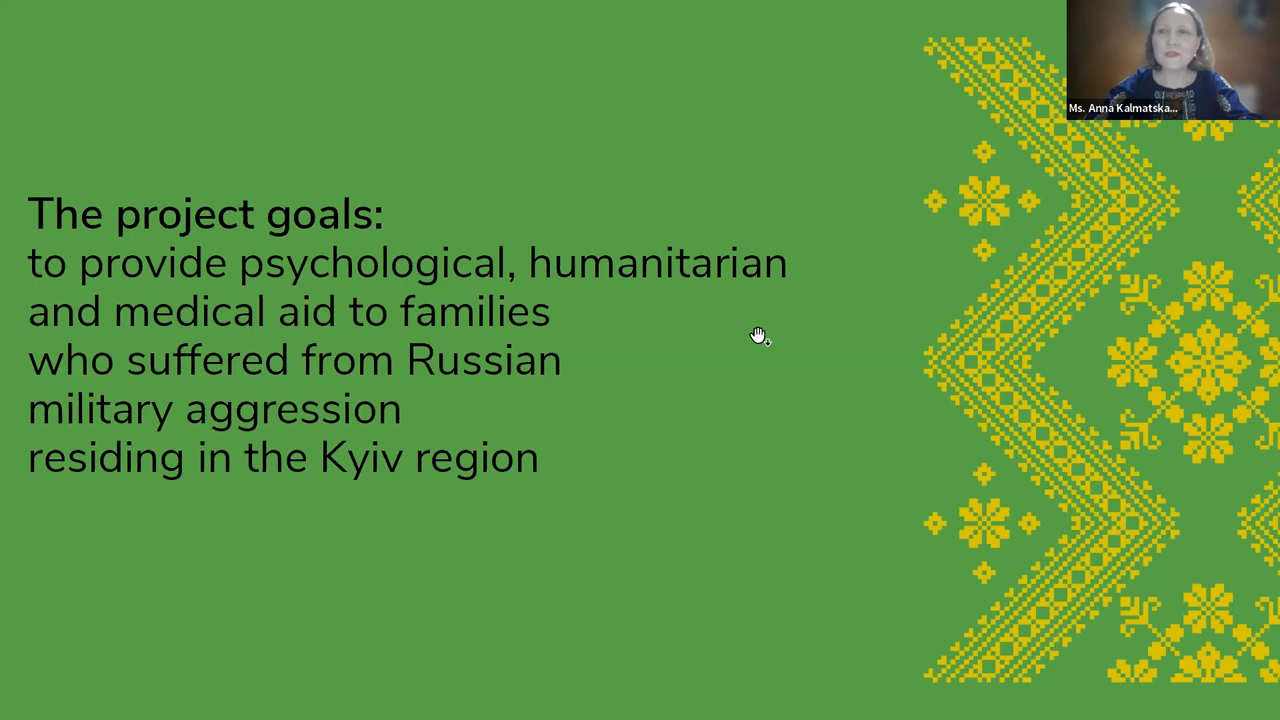 Ms. Anna Kalmatska...
The project goals:
to provide psychological, humanitarian
and medical aid to families
who suffered from Russian
military aggression
residing in the Kyiv region